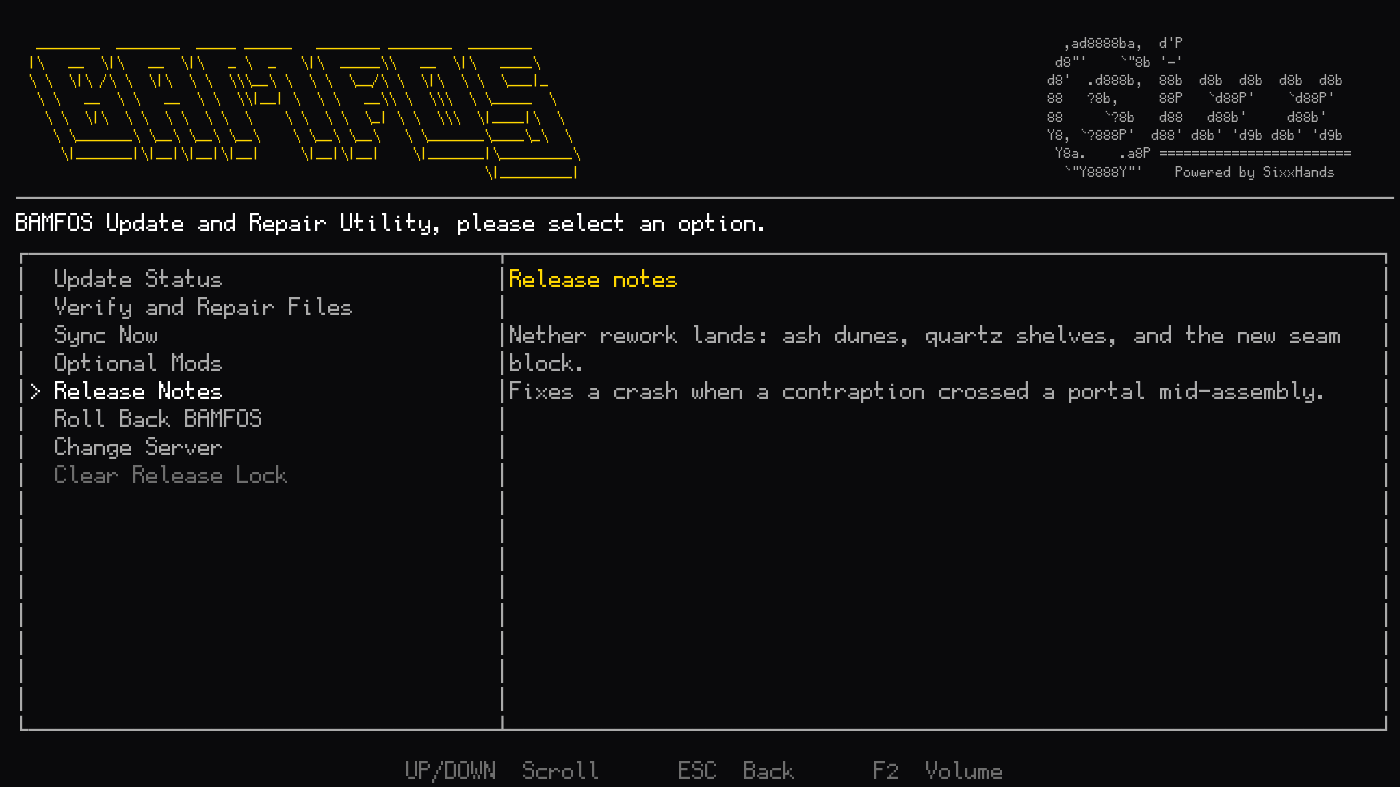 BAMFOS
Sixx
Powered by SixxHands
BAMFOS Update and Repair Utility, please select an option.
Update Status
Verify and Repair Files
Sync Now
Optional Mods
> Release Notes
Roll Back BAMFOS
Change Server
Clear Release Lock
Release notes
Nether rework lands: ash dunes, quartz shelves, and the new seam
block.
Fixes a crash when a contraption crossed a portal mid-assembly.
UP/DOWN Scroll ESC Back F2 Volume